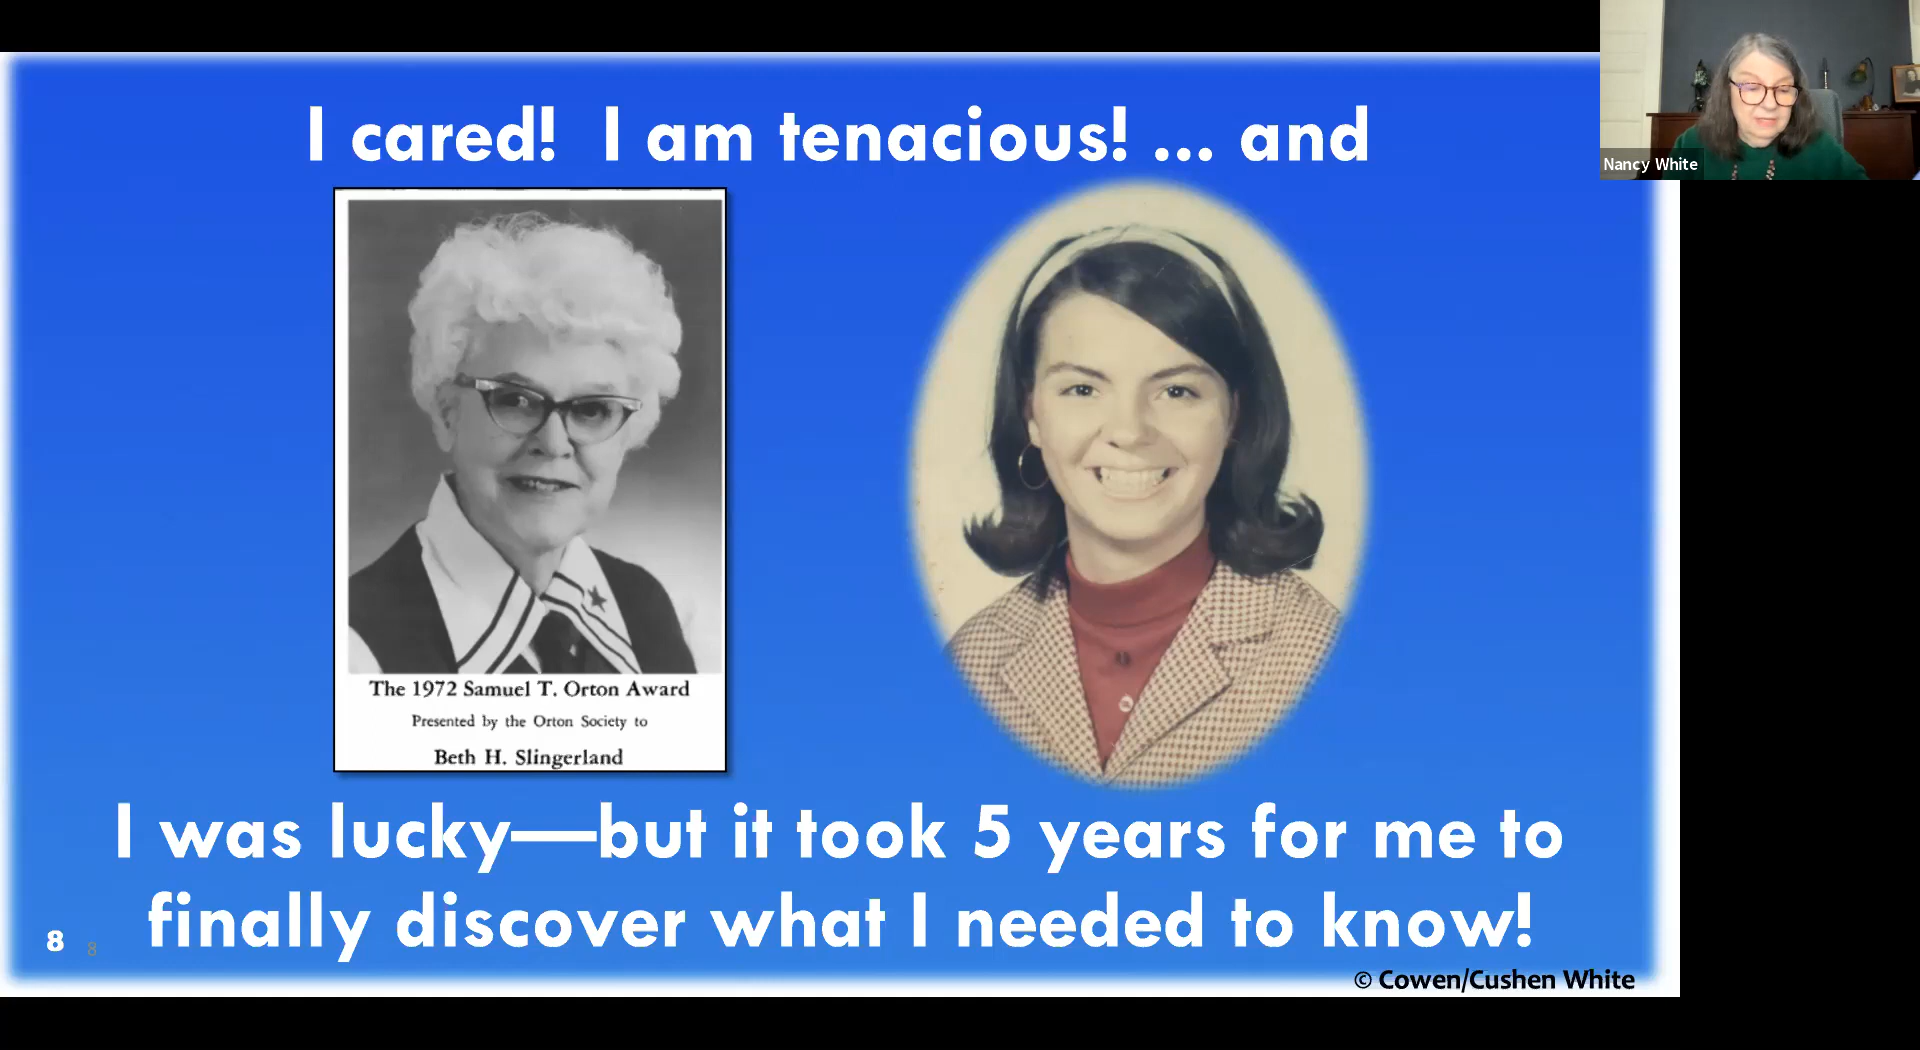 I cared!  I am tenacious! ... and
Nancy White
The 1972 Samuel T. Orton Award
Presented by the Orton Society to
Beth H. Slingerland
I was lucky—but it took 5 years for me to
finally discover what I needed to know!
8
8
© Cowen/Cushen White